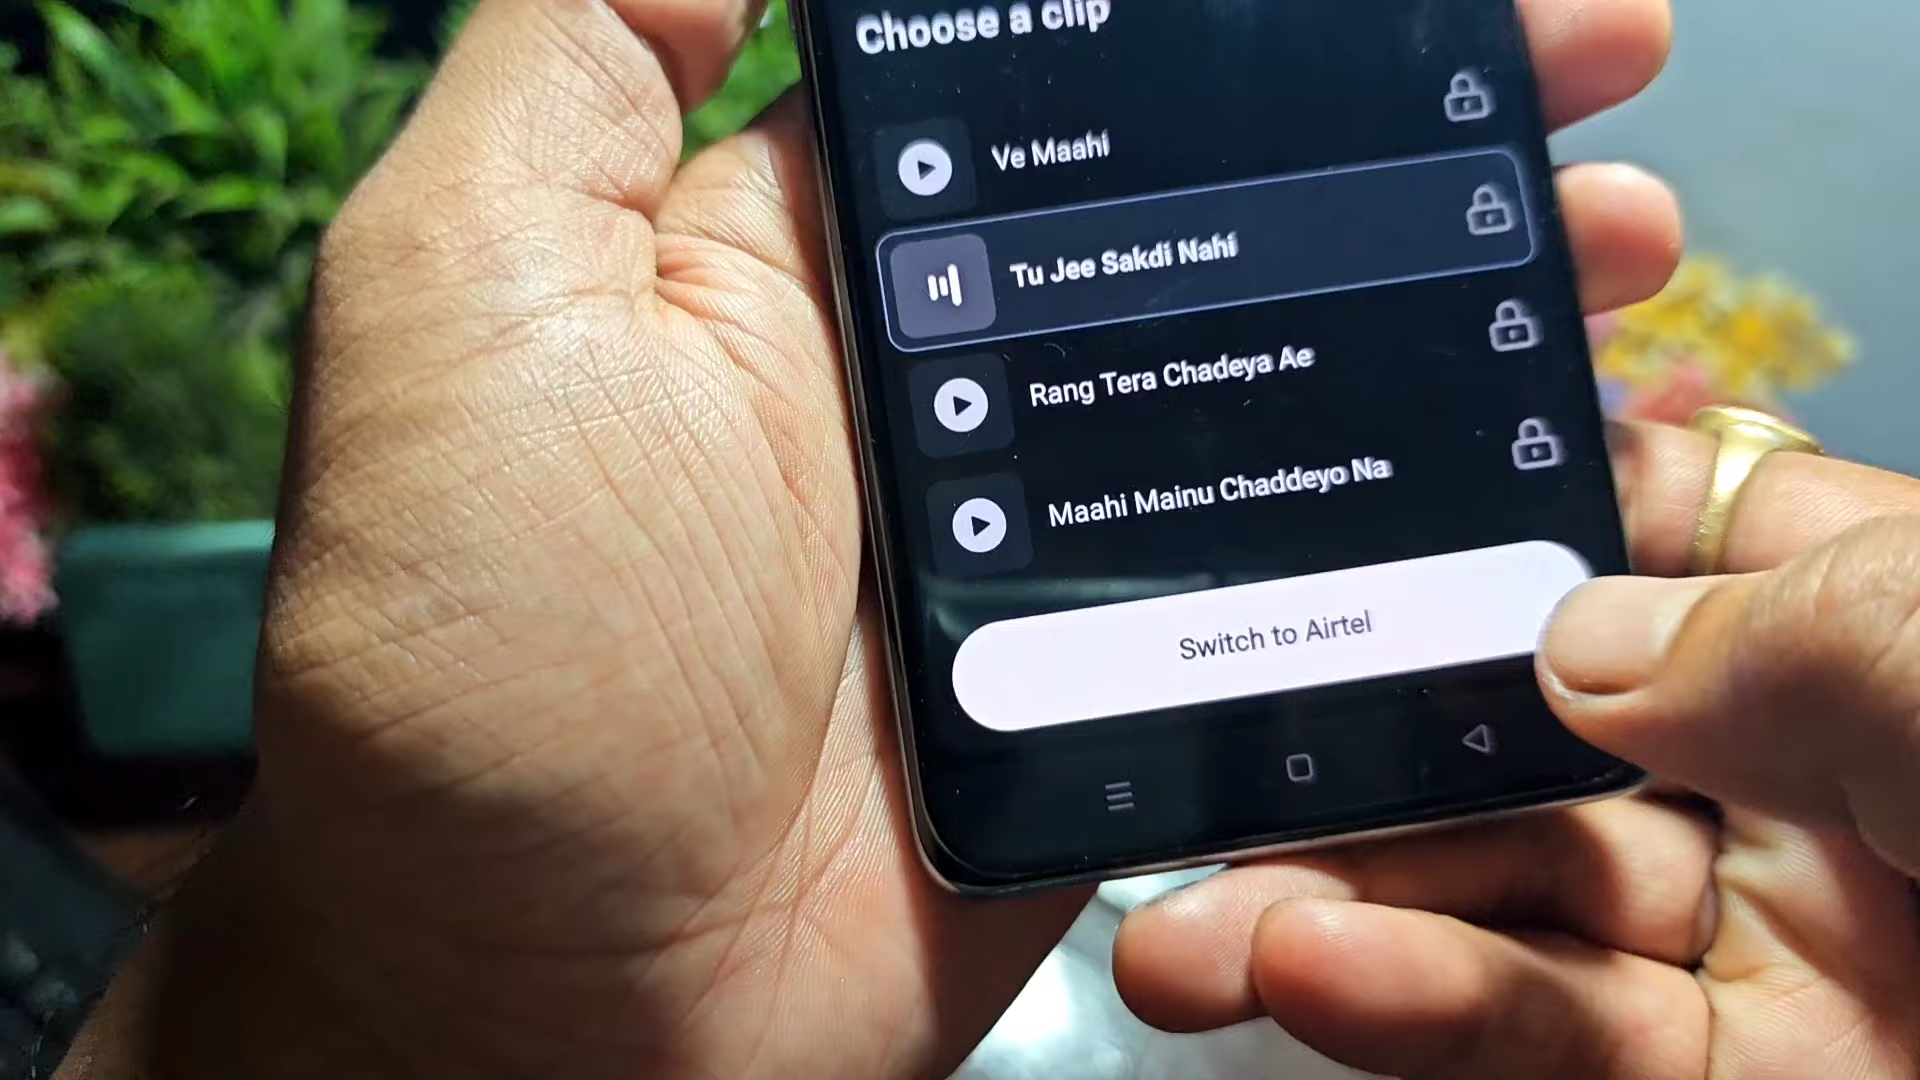 Choose a clip
Ve Maahi
Tu Jee Sakdi Nahi
Rang Tera Chadeya Ae
Maahi Mainu Chaddeyo Na
Switch to Airtel